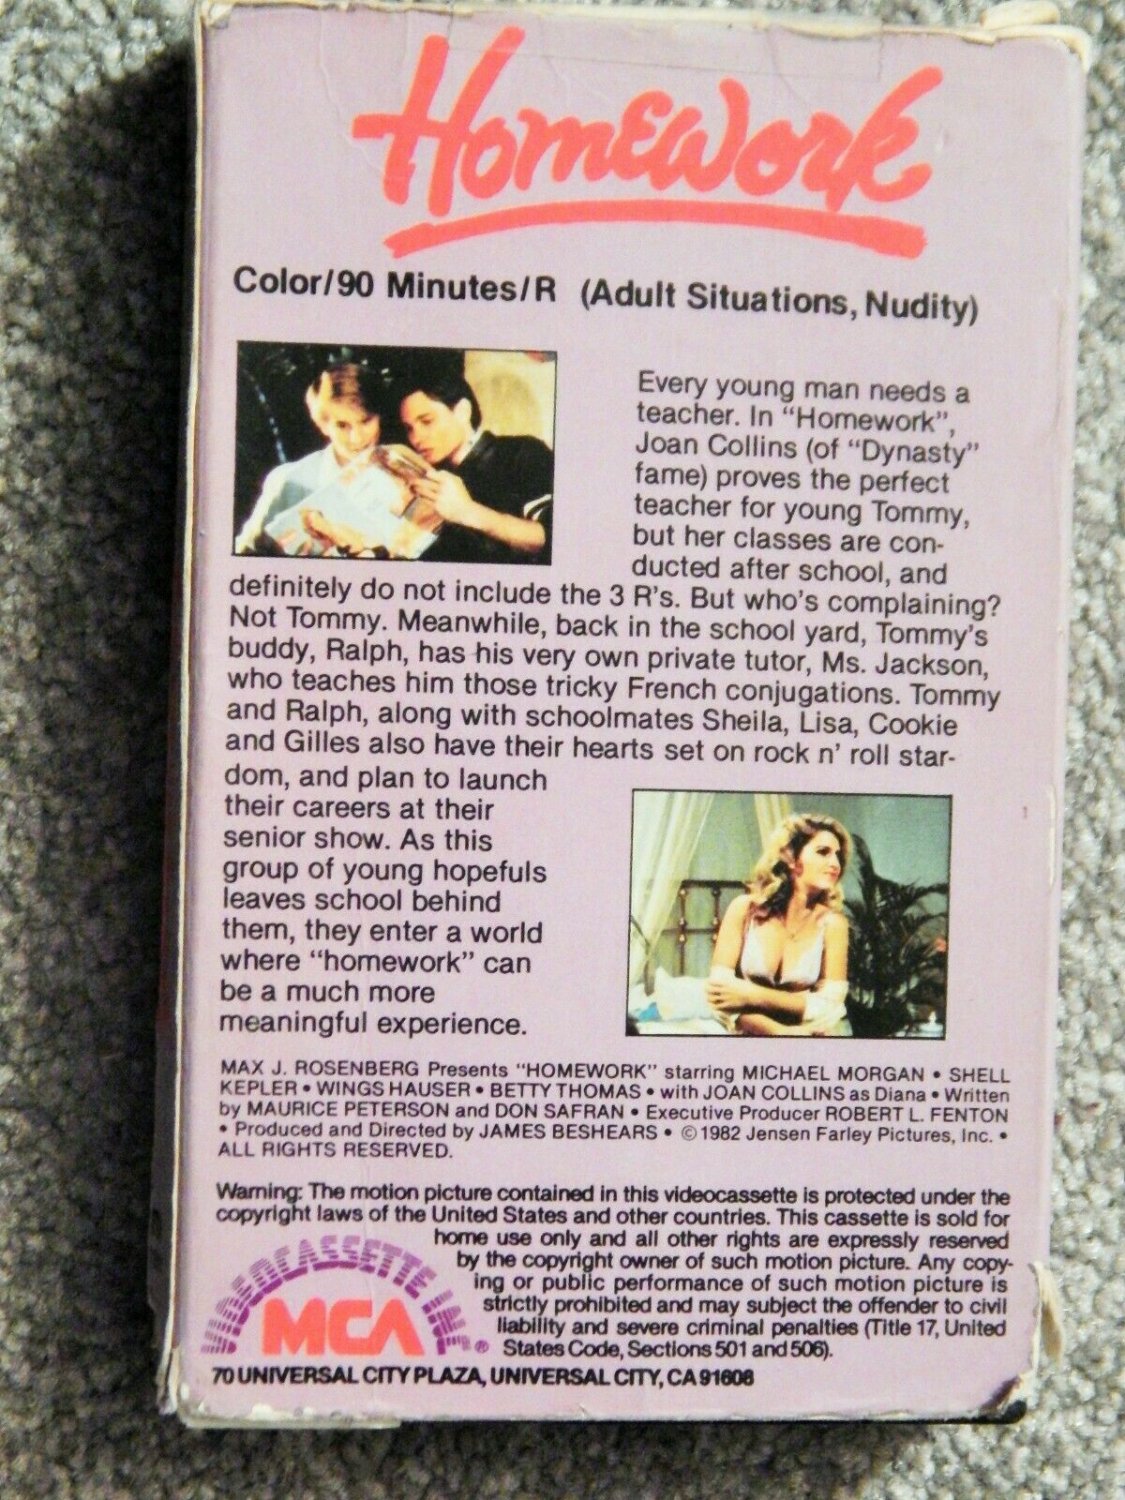 Homework
Color/90 Minutes/R (Adult Situations, Nudity)
Every young man needs a
teacher. In “Homework”,
Joan Collins (of “Dynasty”
fame) proves the perfect
teacher for young Tommy,
but her classes are con-
ducted after school, and
definitely do not include the 3 R's. But who's complaining?
Not Tommy. Meanwhile, back in the school yard, Tommy's
buddy, Ralph, has his very own private tutor, Ms. Jackson,
who teaches him those tricky French conjugations. Tommy
and Ralph, along with schoolmates Sheila, Lisa, Cookie
and Gilles also have their hearts set on rock n' roll star-
dom, and plan to launch
their careers at their
senior show. As this
group of young hopefuls
leaves school behind
them, they enter a world
where “homework” can
be a much more
meaningful experience.
MAX J. ROSENBERG Presents “HOMEWORK” starring MICHAEL MORGAN • SHELL
KEPLER • WINGS HAUSER • BETTY THOMAS • with JOAN COLLINS as Diana • Written
by MAURICE PETERSON and DON SAFRAN • Executive Producer ROBERT L. FENTON
• Produced and Directed by JAMES BESHEARS • ©1982 Jensen Farley Pictures, Inc. •
ALL RIGHTS RESERVED.
Warning: The motion picture contained in this videocassette is protected under the
copyright laws of the United States and other countries. This cassette is sold for
home use only and all other rights are expressly reserved
by the copyright owner of such motion picture. Any copy-
ing or public performance of such motion picture is
strictly prohibited and may subject the offender to civil
liability and severe criminal penalties (Title 17, United
States Code, Sections 501 and 506).
VIDEOCASSETTE INC.®
MCA
70 UNIVERSAL CITY PLAZA, UNIVERSAL CITY, CA 91608